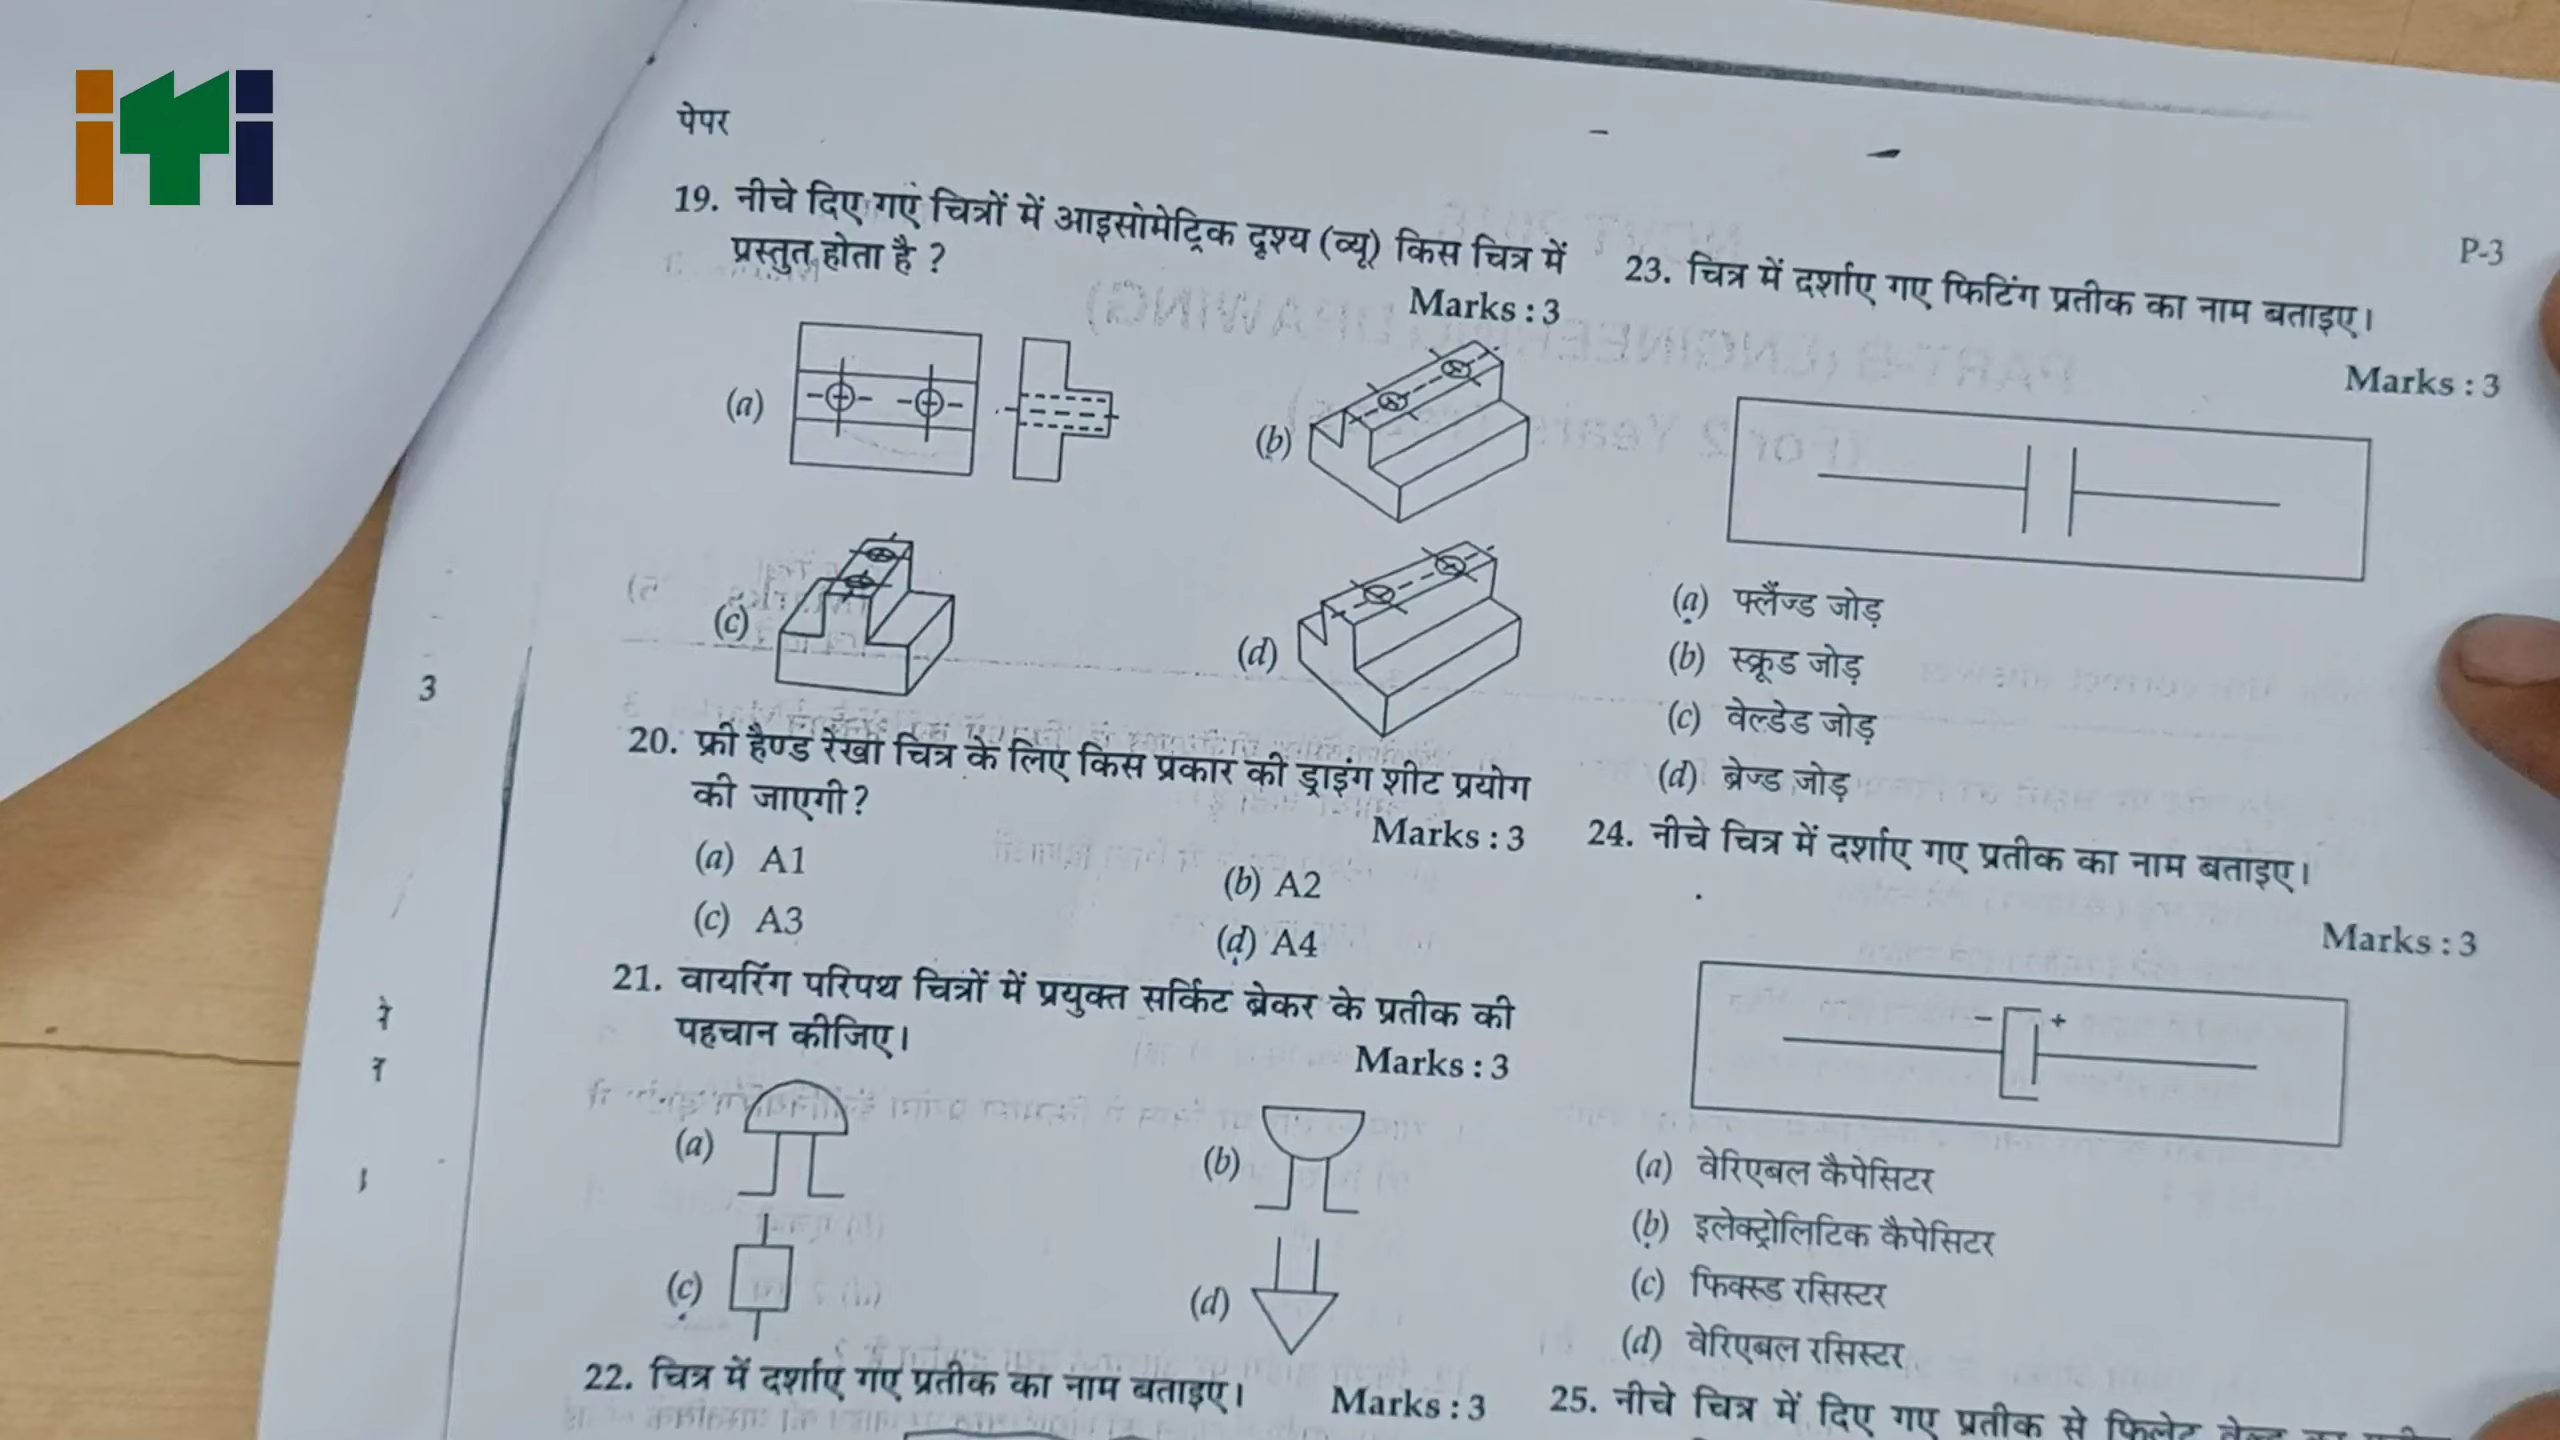 iTi
पेपर
19. नीचे दिए गए चित्रों में आइसोमेट्रिक दृश्य (व्यू) किस चित्र में
प्रस्तुत होता है ?
Marks : 3
(a)
(b)
(c)
(d)
20. फ्री हैण्ड रेखा चित्र के लिए किस प्रकार की ड्राइंग शीट प्रयोग
की जाएगी?
Marks : 3
(a) A1
(b) A2
(c) A3
(d) A4
21. वायरिंग परिपथ चित्रों में प्रयुक्त सर्किट ब्रेकर के प्रतीक की
पहचान कीजिए।
Marks : 3
(a)
(b)
(c)
(d)
22. चित्र में दर्शाए गए प्रतीक का नाम बताइए। Marks : 3
P-3
23. चित्र में दर्शाए गए फिटिंग प्रतीक का नाम बताइए।
Marks : 3
(a) फ्लैंज्ड जोड़
(b) स्क्रूड जोड़
(c) वेल्डेड जोड़
(d) ब्रेज्ड जोड़
24. नीचे चित्र में दर्शाए गए प्रतीक का नाम बताइए।
Marks : 3
- +
(a) वेरिएबल कैपेसिटर
(b) इलेक्ट्रोलिटिक कैपेसिटर
(c) फिक्स्ड रसिस्टर
(d) वेरिएबल रसिस्टर
25. नीचे चित्र में दिए गए प्रतीक से फिलेट
3